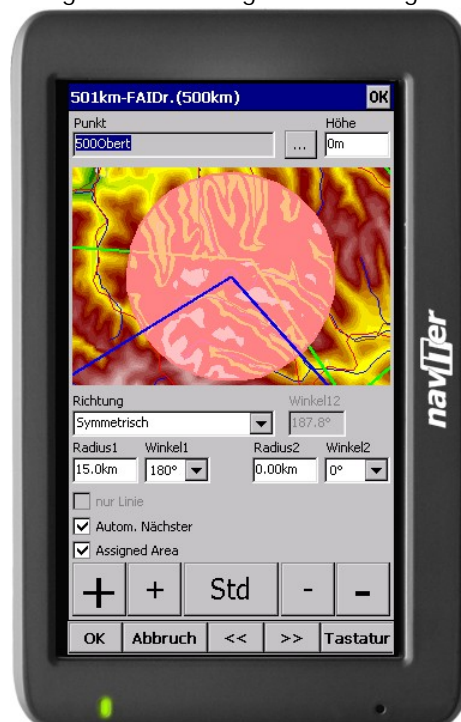 501km-FAIDr.(500km) OK
Punkt Höhe
500Obert ... 0m
Richtung Winkel12
Symmetrisch 187.8°
Radius1 Winkel1 Radius2 Winkel2
15.0km 180° 0.00km 0°
nur Linie
Autom. Nächster
Assigned Area
+ + Std - -
OK Abbruch << >> Tastatur
naviter